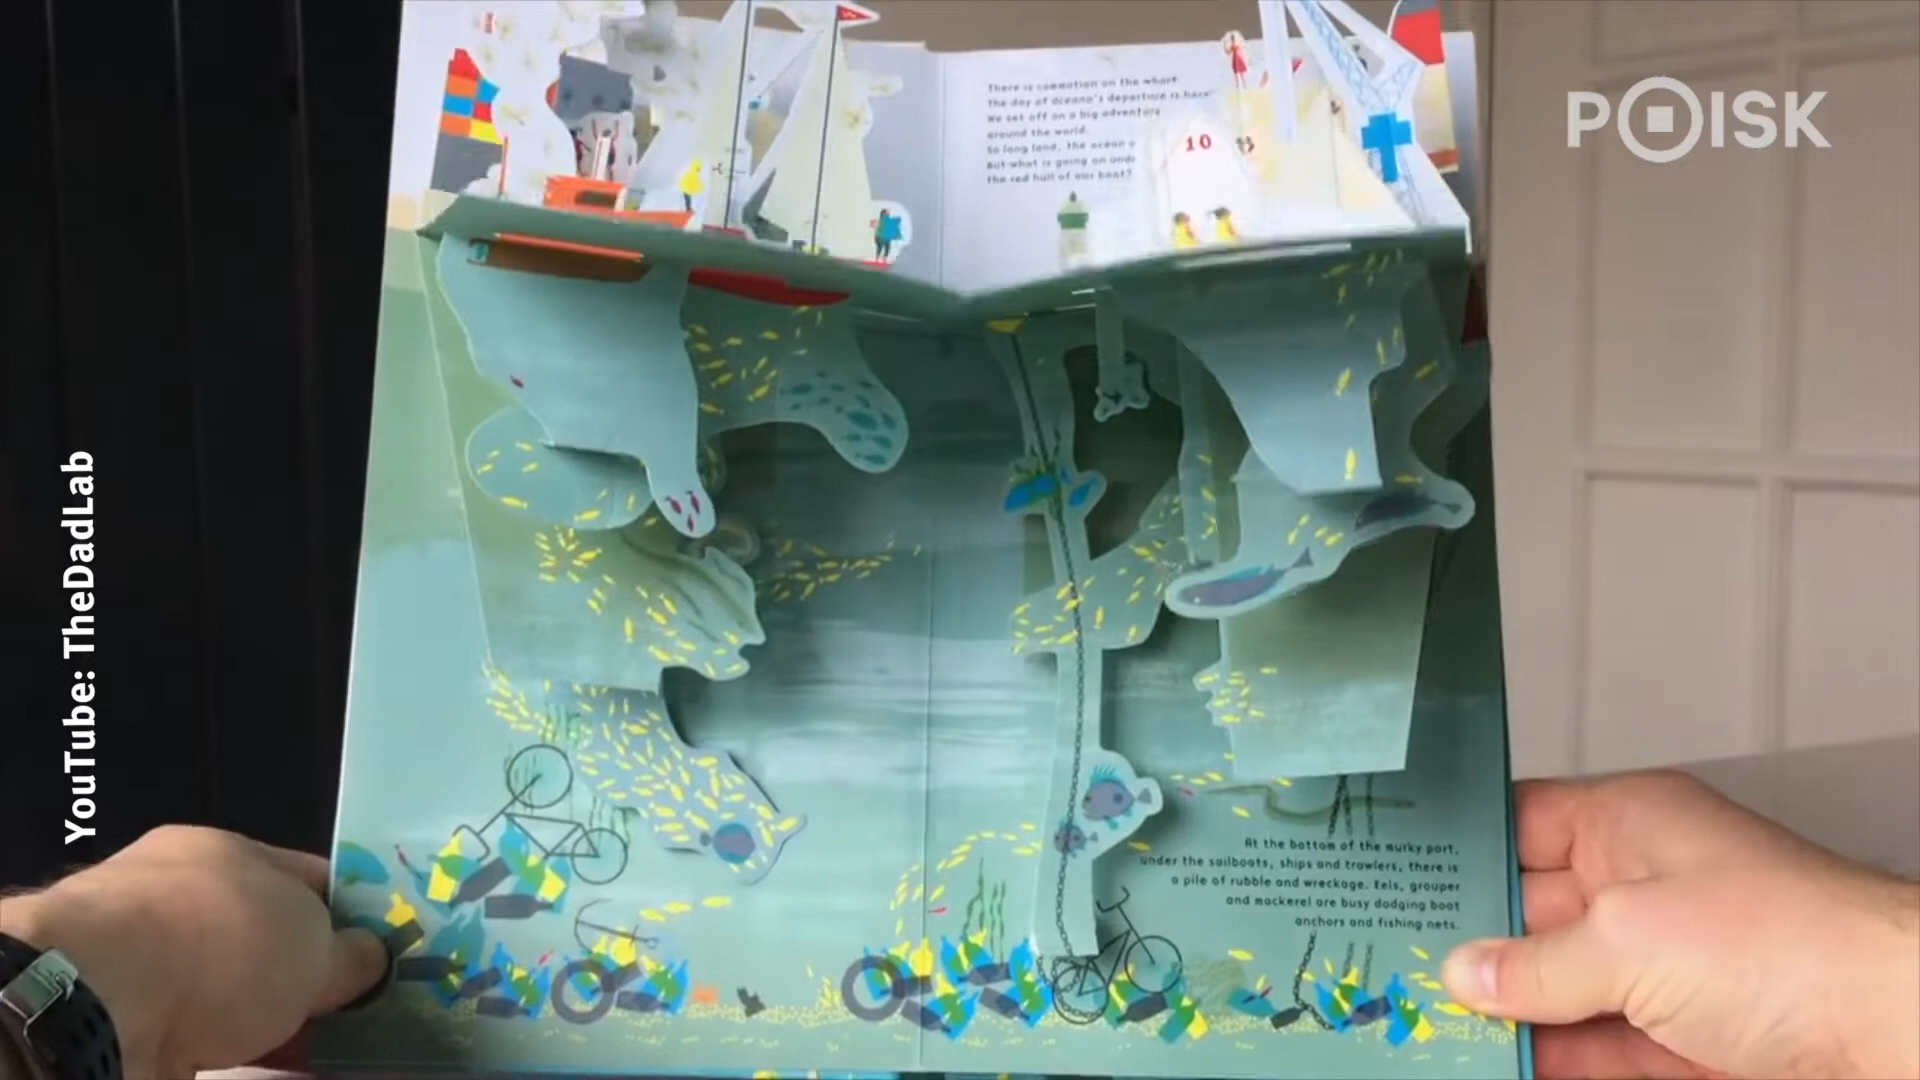 There is commotion on the wharf.
The day of Oceano's departure is here
We set off on a big adventure
around the world.
So long land, the ocean
But what is going on unde
the red hull of our boat?
10
POISK
YouTube: TheDadLab
At the bottom of the murky port,
under the sailboats, ships and trawlers, there is
a pile of rubble and wreckage. Eels, grouper
and mackerel are busy dodging boat
anchors and fishing nets.